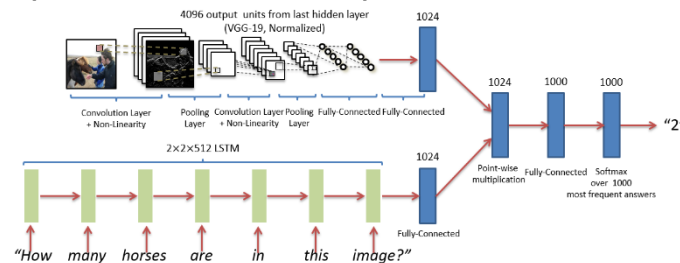 4096 output units from last hidden layer
(VGG-19, Normalized)
1024
Convolution Layer
+ Non-Linearity
Pooling
Layer
Convolution Layer
+ Non-Linearity
Pooling
Layer
Fully-Connected
Fully-Connected
1024
1000
1000
"2
Point-wise
multiplication
Fully-Connected
Softmax
over 1000
most frequent answers
2×2×512 LSTM
1024
Fully-Connected
"How many horses are in this image?"